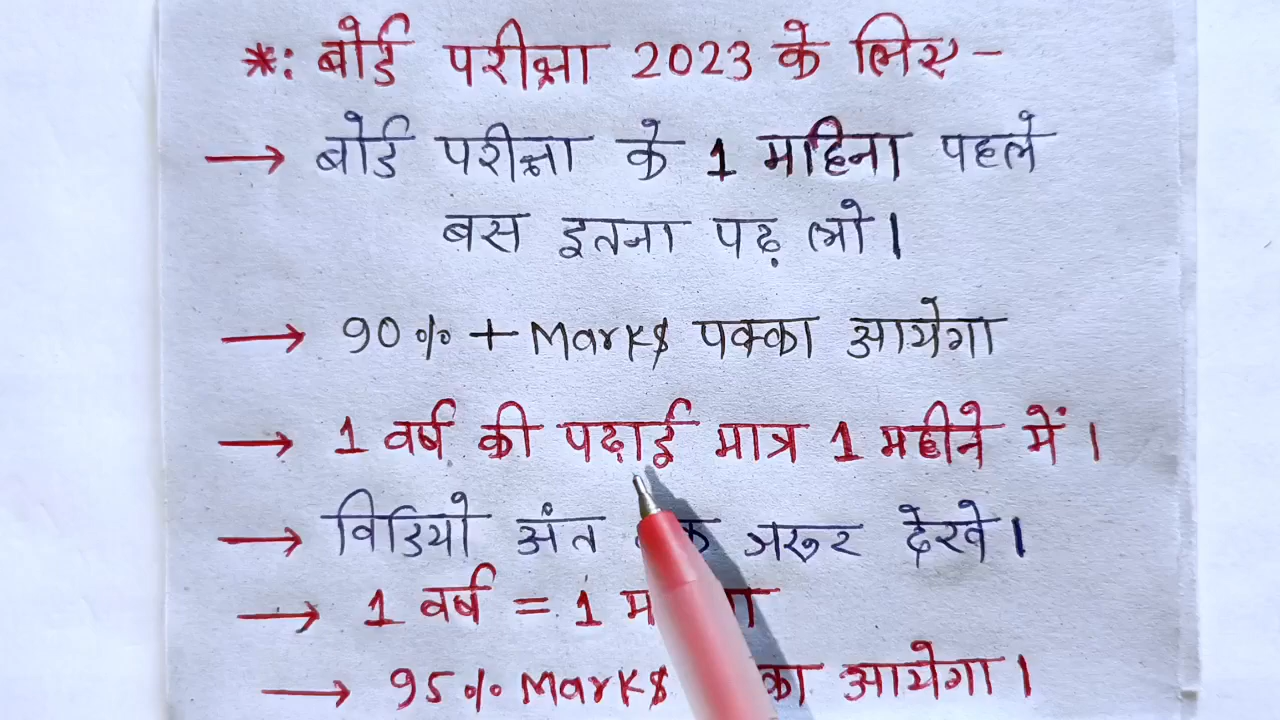 *: बोर्ड परीक्षा 2023 के लिए -
→ बोर्ड परीक्षा के 1 महिना पहले
बस इतना पढ़ लो।
→ 90% + Marks पक्का आयेगा
→ 1 वर्ष की पढाई मात्र 1 महीने में।
→ विडियो अंत जरूर देखे।
→ 1 वर्ष = 1
→ 95% Marks आयेगा।